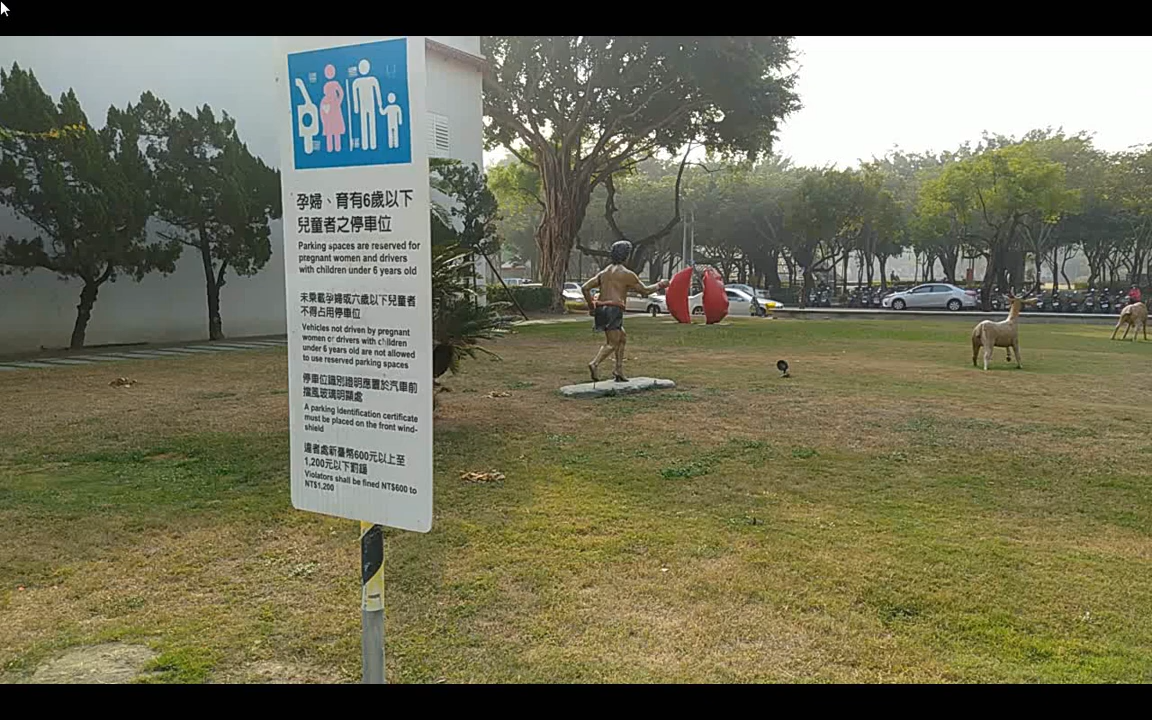 孕婦、育有6歲以下
兒童者之停車位
Parking spaces are reserved for
pregnant women and drivers
with children under 6 years old
未乘載孕婦或六歲以下兒童者
不得占用停車位
Vehicles not driven by pregnant
women or drivers with children
under 6 years old are not allowed
to use reserved parking spaces
停車位識別證明應置於汽車前
擋風玻璃明顯處
A parking identification certificate
must be placed on the front wind-
shield
違者處新臺幣600元以上至
1,200元以下罰鍰
Violators shall be fined NT$600 to
NT$1,200